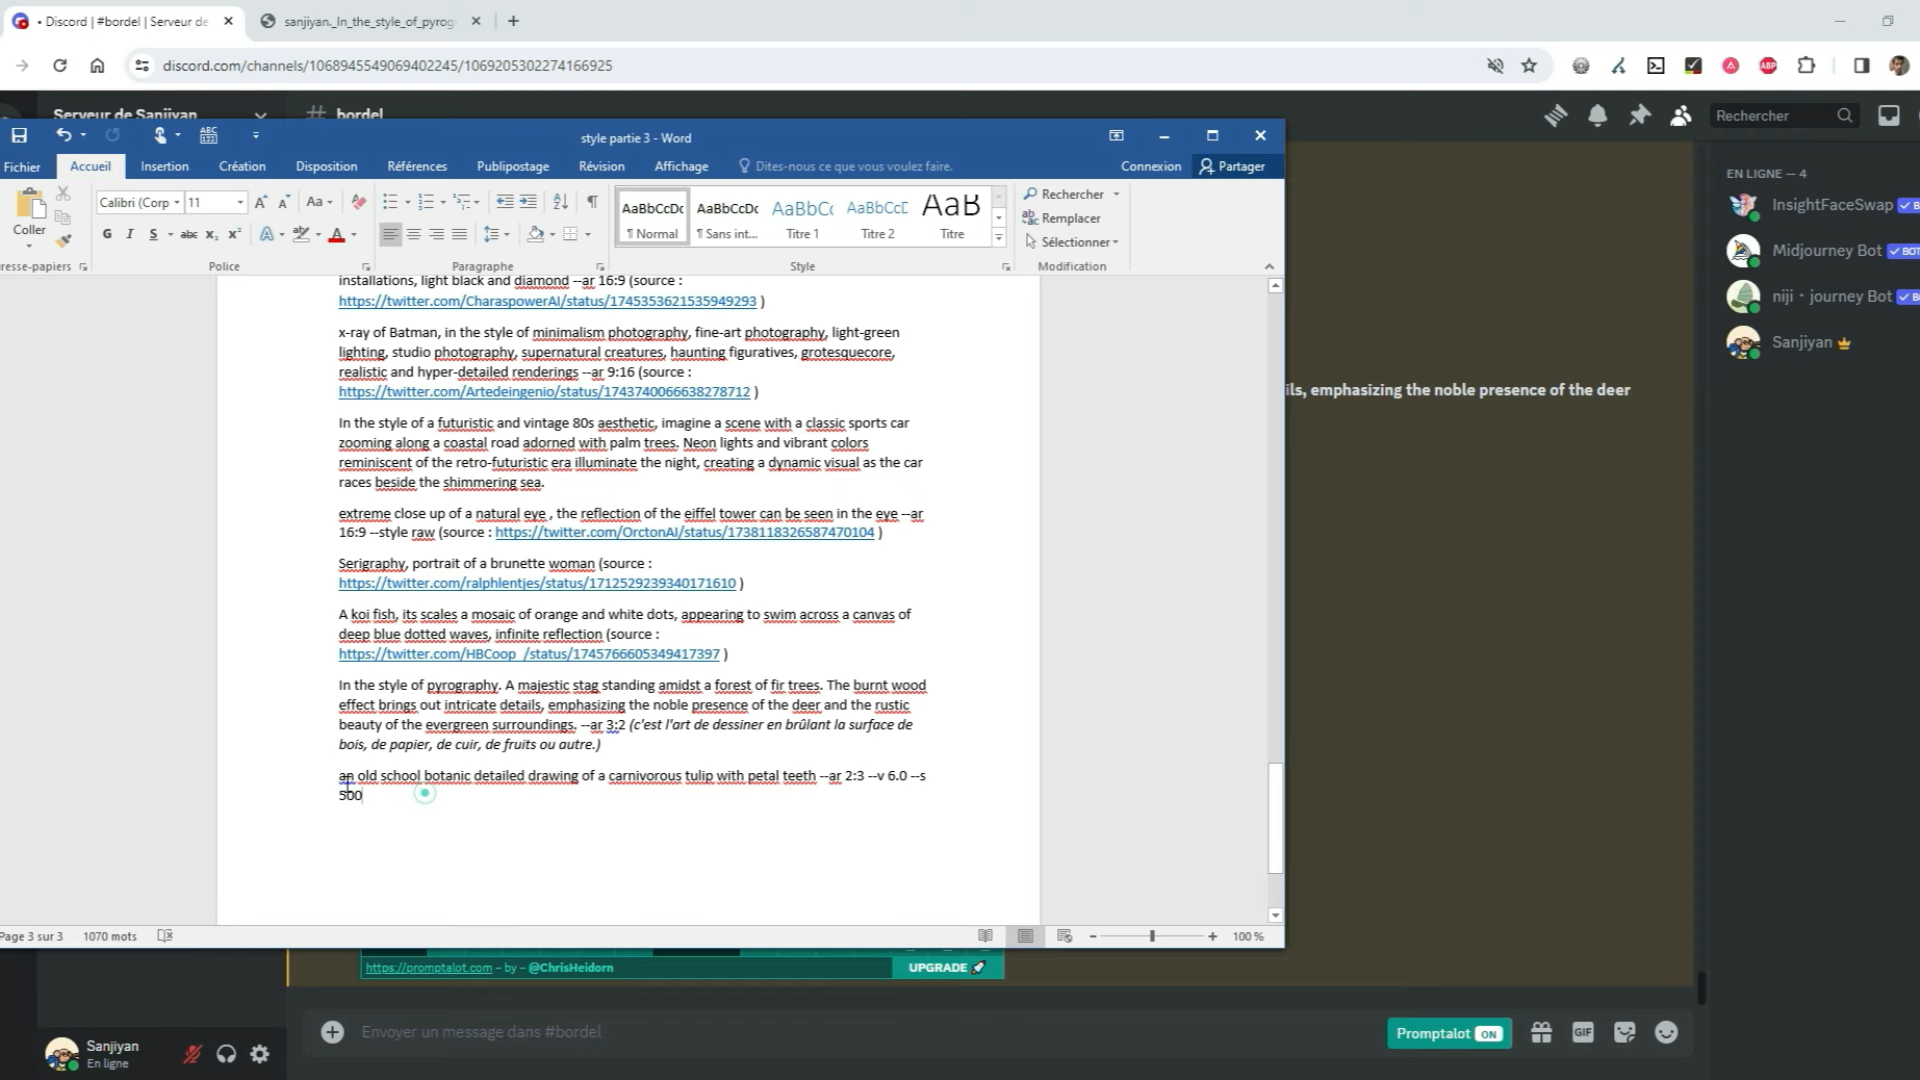 • Discord | #bordel | Serveur de
sanjiyan._In_the_style_of_pyrog
discord.com/channels/1068945549069402245/1069205302274166925
ABP
Serveur de Sanjiyan
# bordel
Rechercher
style partie 3 - Word
Fichier
Accueil
Insertion
Création
Disposition
Références
Publipostage
Révision
Affichage
Dites-nous ce que vous voulez faire.
Connexion
Partager
Coller
Calibri (Corp
11
Aa
G I S abc x₂ x²
AaBbCcDc
AaBbCcDc
AaBbCc
AaBbCcD
AaB
¶ Normal
¶ Sans int...
Titre 1
Titre 2
Titre
Rechercher
Remplacer
Sélectionner
resse-papiers
Police
Paragraphe
Style
Modification
installations, light black and diamond --ar 16:9 (source :
https://twitter.com/CharaspowerAI/status/1745353621535949293 )
x-ray of Batman, in the style of minimalism photography, fine-art photography, light-green
lighting, studio photography, supernatural creatures, haunting figuratives, grotesquecore,
realistic and hyper-detailed renderings --ar 9:16 (source :
https://twitter.com/Artedeingenio/status/1743740066638278712 )
In the style of a futuristic and vintage 80s aesthetic, imagine a scene with a classic sports car
zooming along a coastal road adorned with palm trees. Neon lights and vibrant colors
reminiscent of the retro-futuristic era illuminate the night, creating a dynamic visual as the car
races beside the shimmering sea.
extreme close up of a natural eye , the reflection of the eiffel tower can be seen in the eye --ar
16:9 --style raw (source : https://twitter.com/OrctonAI/status/1738118326587470104 )
Serigraphy, portrait of a brunette woman (source :
https://twitter.com/ralphlentjes/status/1712529239340171610 )
A koi fish, its scales a mosaic of orange and white dots, appearing to swim across a canvas of
deep blue dotted waves, infinite reflection (source :
https://twitter.com/HBCoop_/status/1745766605349417397 )
In the style of pyrography. A majestic stag standing amidst a forest of fir trees. The burnt wood
effect brings out intricate details, emphasizing the noble presence of the deer and the rustic
beauty of the evergreen surroundings. --ar 3:2 (c'est l'art de dessiner en brûlant la surface de
bois, de papier, de cuir, de fruits ou autre.)
an old school botanic detailed drawing of a carnivorous tulip with petal teeth --ar 2:3 --v 6.0 --s
500
Page 3 sur 3
1070 mots
100 %
EN LIGNE — 4
InsightFaceSwap
Midjourney Bot
BOT
niji・journey Bot
Sanjiyan
ils, emphasizing the noble presence of the deer
https://promptalot.com – by – @ChrisHeidorn
UPGRADE
Envoyer un message dans #bordel
Promptalot ON
GIF
Sanjiyan
En ligne